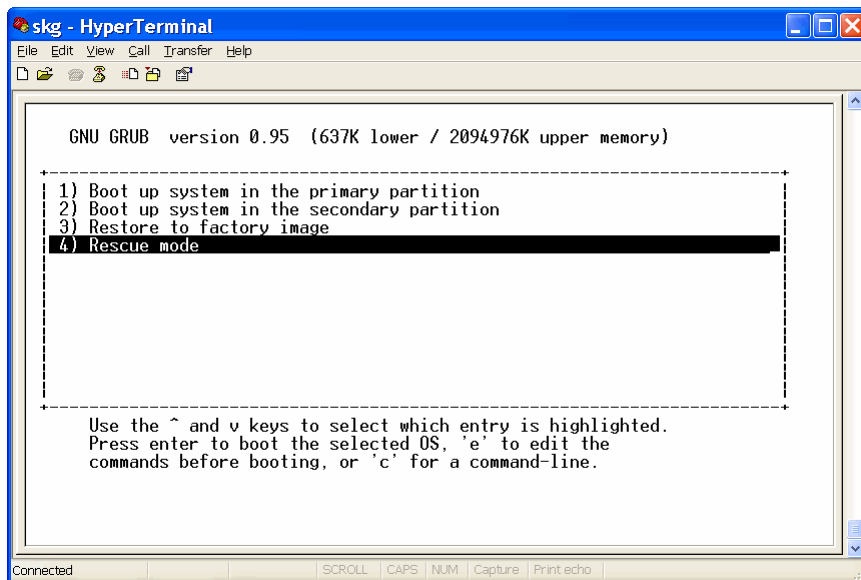 skg - HyperTerminal
File Edit View Call Transfer Help
GNU GRUB version 0.95 (637K lower / 2094976K upper memory)
1) Boot up system in the primary partition
2) Boot up system in the secondary partition
3) Restore to factory image
4) Rescue mode
Use the ^ and v keys to select which entry is highlighted.
Press enter to boot the selected OS, 'e' to edit the
commands before booting, or 'c' for a command-line.
Connected SCROLL CAPS NUM Capture Print echo